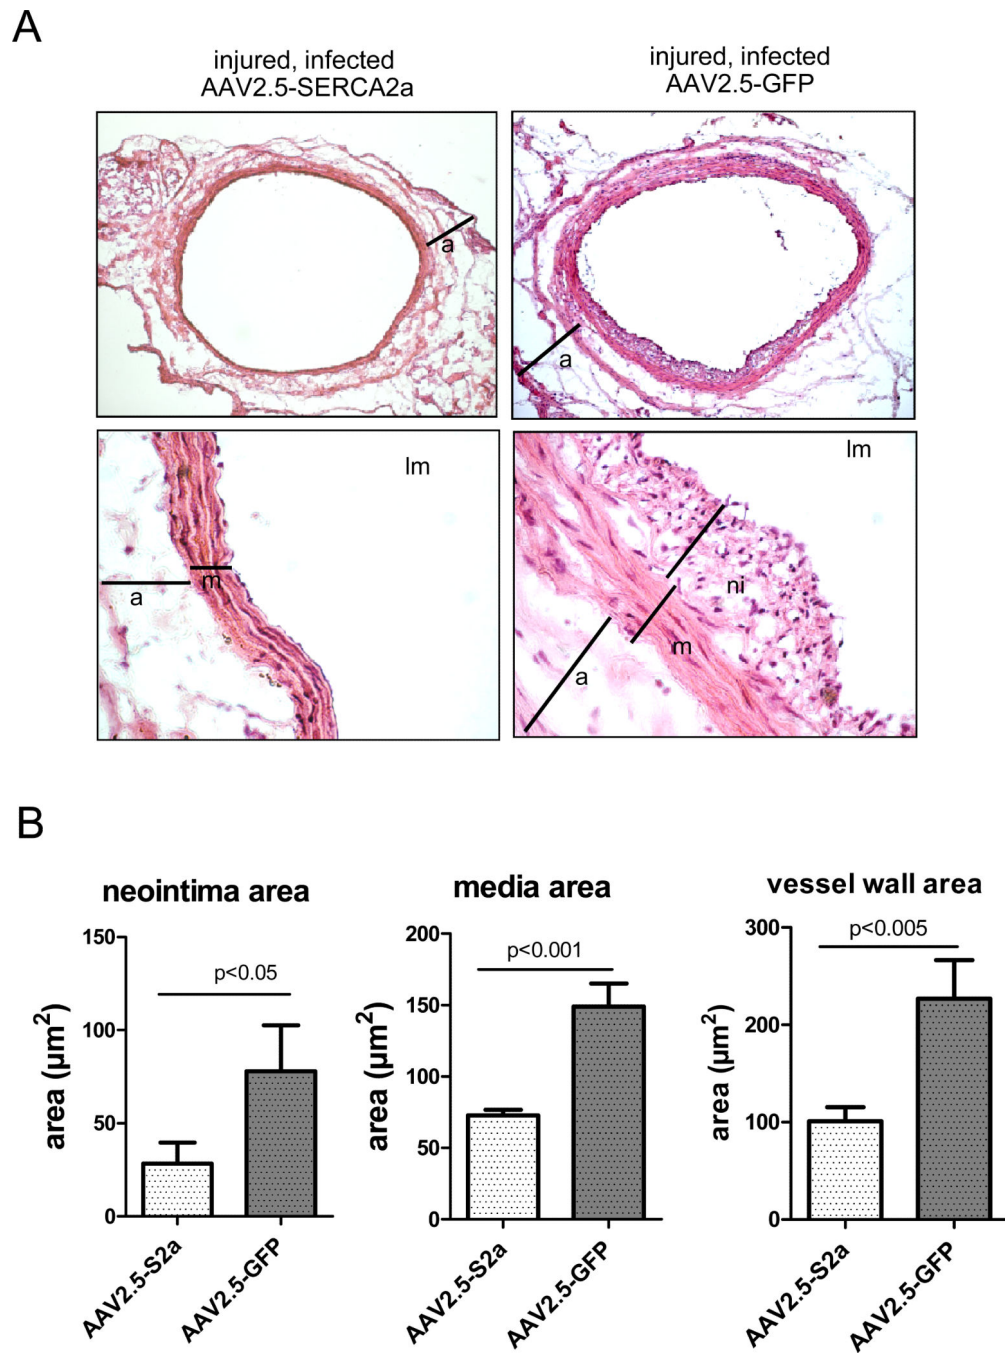 A
injured, infected
AAV2.5-SERCA2a
injured, infected
AAV2.5-GFP
a
a
lm
m
a
lm
ni
m
a
B
neointima area
150
100
50
0
area (µm²)
p<0.05
AAV2.5-S2a
AAV2.5-GFP
media area
200
150
100
50
0
area (µm²)
p<0.001
AAV2.5-S2a
AAV2.5-GFP
vessel wall area
300
200
100
0
area (µm²)
p<0.005
AAV2.5-S2a
AAV2.5-GFP